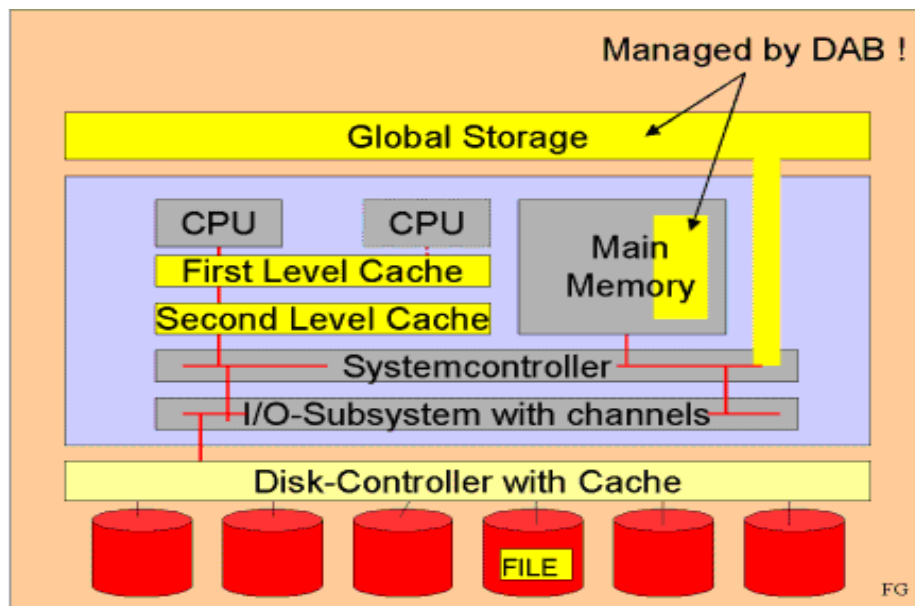 Managed by DAB !
Global Storage
CPU
CPU
Main
Memory
First Level Cache
Second Level Cache
Systemcontroller
I/O-Subsystem with channels
Disk-Controller with Cache
FILE
FG